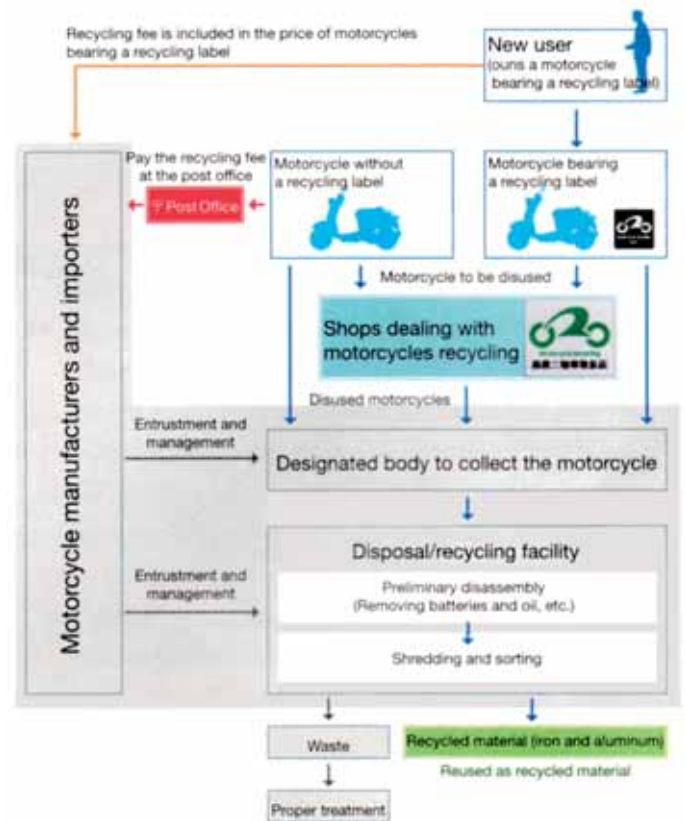 Recycling fee is included in the price of motorcycles
bearing a recycling label
New user
(ouns a motorcycle
bearing a recycling label)
Pay the recycling fee
at the post office
〒Post Office
Motorcycle without
a recycling label
Motorcycle bearing
a recycling label
Motorcycle to be disused
Shops dealing with
motorcycles recycling
Disused motorcycles
Motorcycle manufacturers and importers
Entrustment and
management
Designated body to collect the motorcycle
Disposal/recycling facility
Entrustment and
management
Preliminary disassembly
(Removing batteries and oil, etc.)
Shredding and sorting
Waste
Recycled material (iron and aluminum)
Reused as recycled material
Proper treatment